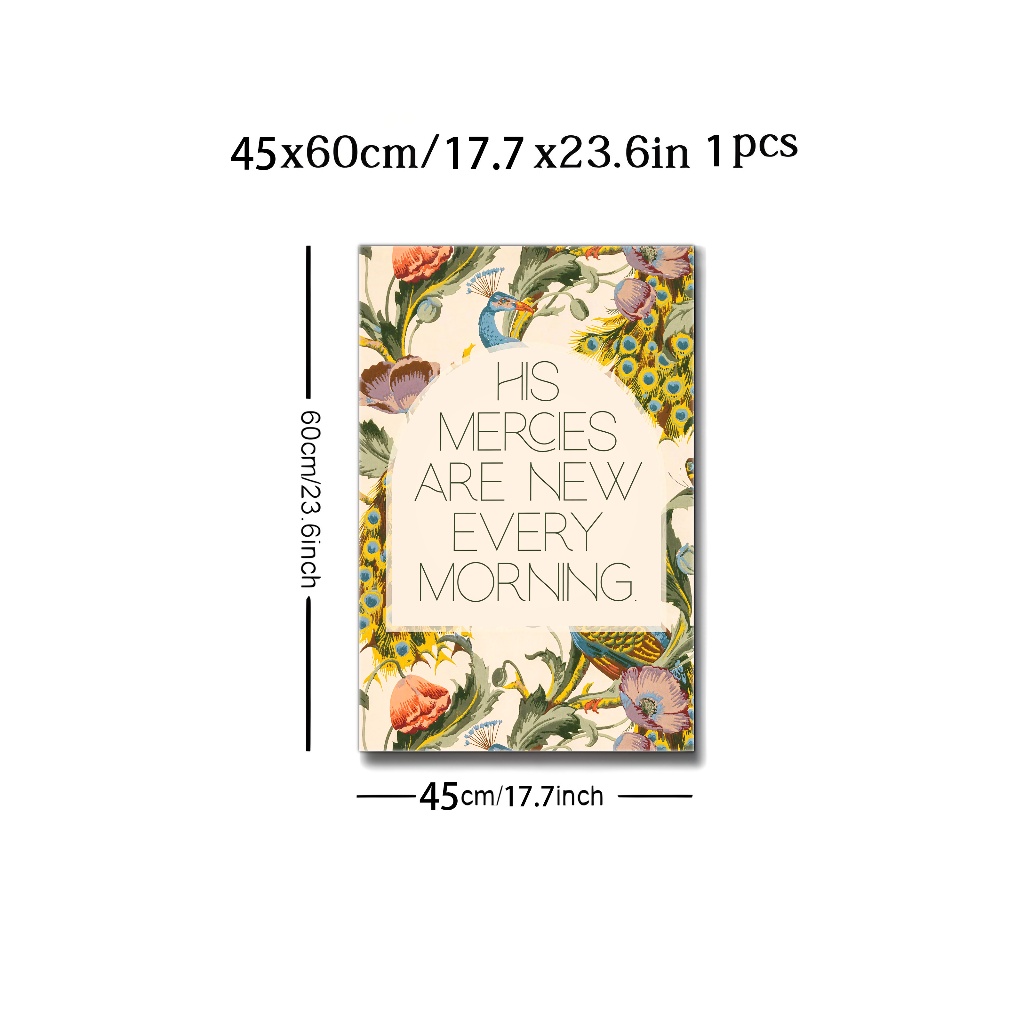 45x60cm/17.7 x23.6in 1pcs
HIS
MERCIES
ARE NEW
EVERY
MORNING.
60cm/23.6inch
45cm/17.7inch